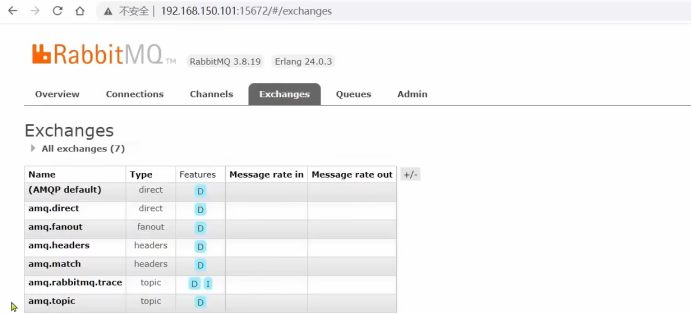 不安全 | 192.168.150.101:15672/#/exchanges
RabbitMQ TM RabbitMQ 3.8.19 Erlang 24.0.3
Overview Connections Channels Exchanges Queues Admin
Exchanges
All exchanges (7)
Name Type Features Message rate in Message rate out +/-
(AMQP default) direct D
amq.direct direct D
amq.fanout fanout D
amq.headers headers D
amq.match headers D
amq.rabbitmq.trace topic D I
amq.topic topic D